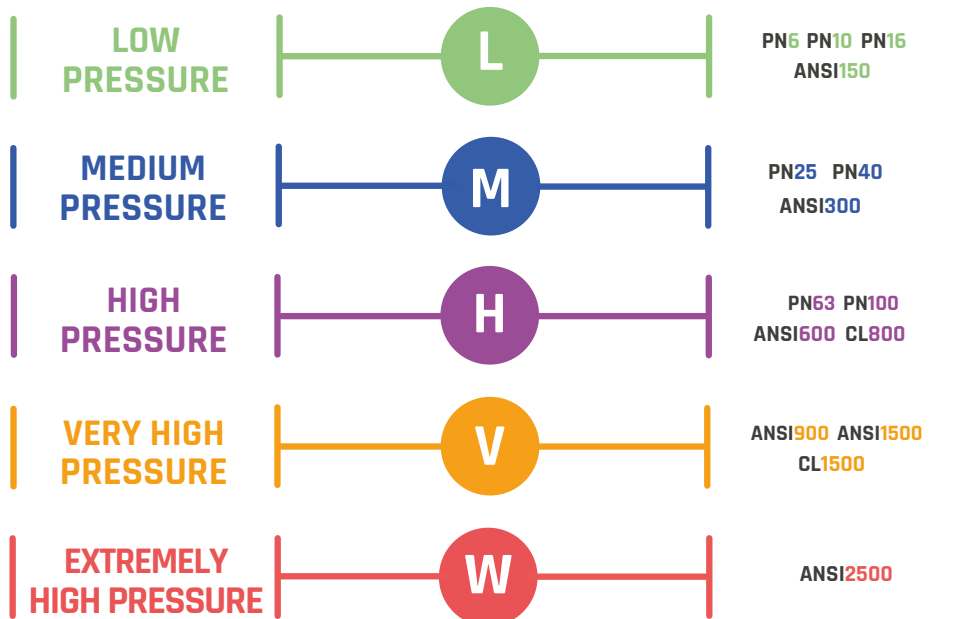 LOW
PRESSURE
L
PN6 PN10 PN16
ANSI150
MEDIUM
PRESSURE
M
PN25 PN40
ANSI300
HIGH
PRESSURE
H
PN63 PN100
ANSI600 CL800
VERY HIGH
PRESSURE
V
ANSI900 ANSI1500
CL1500
EXTREMELY
HIGH PRESSURE
W
ANSI2500